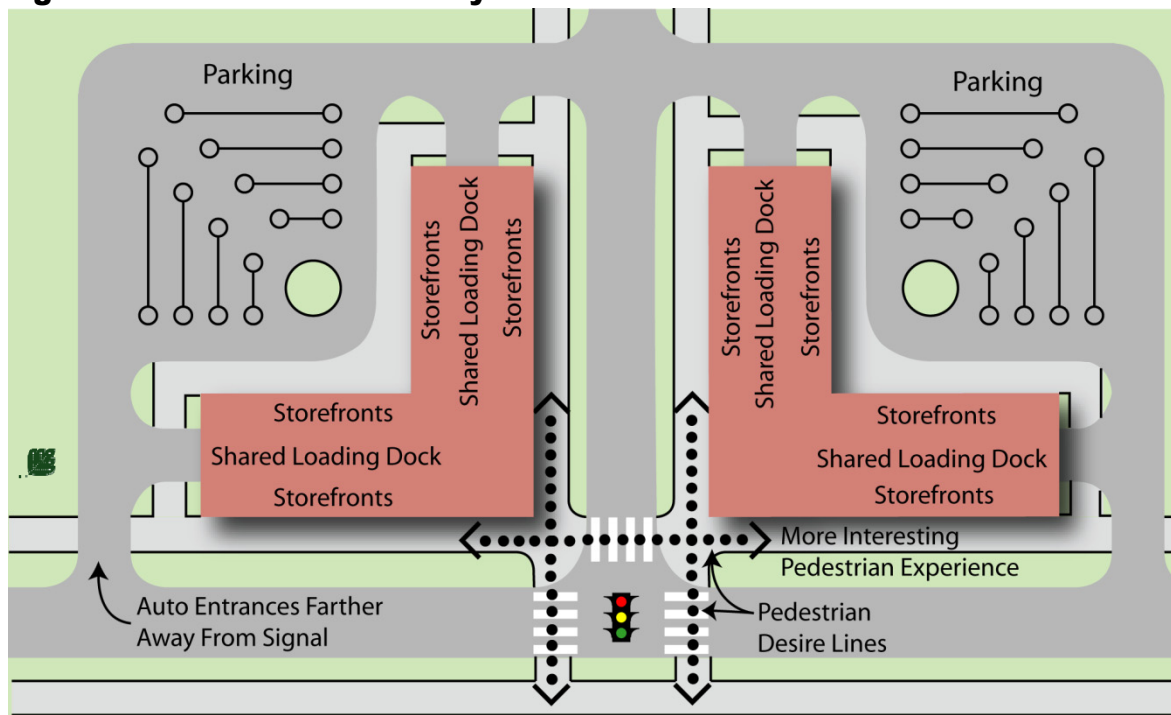 Parking
Parking
Storefronts
Shared Loading Dock
Storefronts
Storefronts
Shared Loading Dock
Storefronts
Storefronts
Shared Loading Dock
Storefronts
Storefronts
Shared Loading Dock
Storefronts
More Interesting
Pedestrian Experience
Auto Entrances Farther
Away From Signal
Pedestrian
Desire Lines